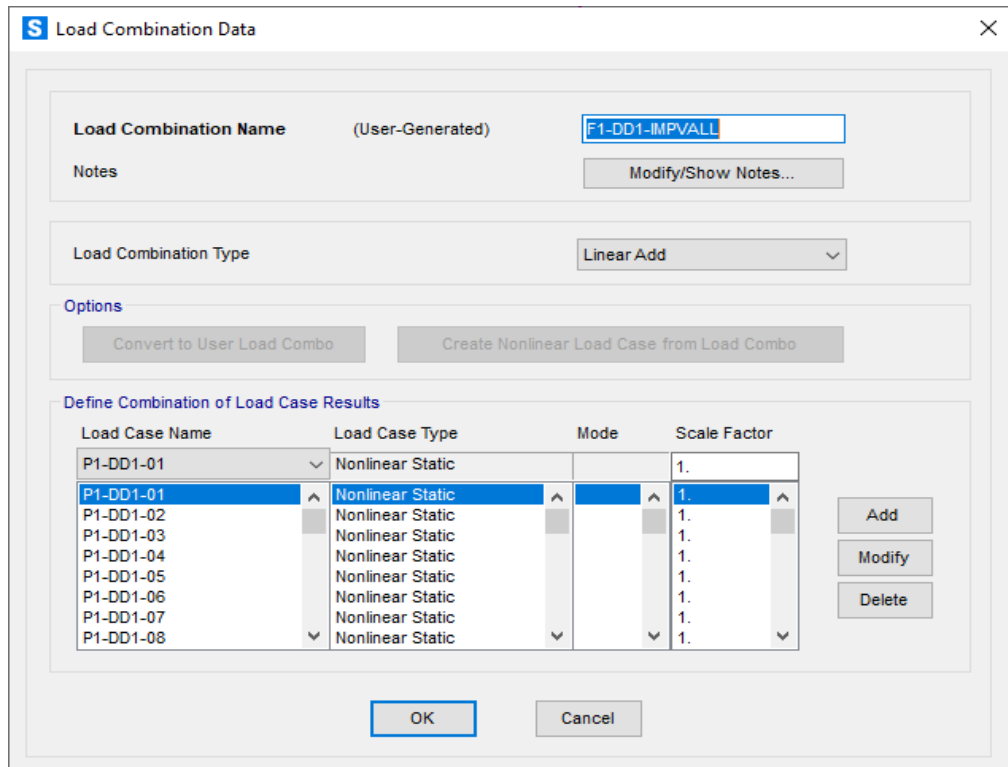 S Load Combination Data
Load Combination Name (User-Generated) F1-DD1-IMPVALL
Notes Modify/Show Notes...
Load Combination Type Linear Add
Options
Convert to User Load Combo Create Nonlinear Load Case from Load Combo
Define Combination of Load Case Results
Load Case Name Load Case Type Mode Scale Factor
P1-DD1-01 Nonlinear Static 1.
P1-DD1-01 Nonlinear Static 1.
P1-DD1-02 Nonlinear Static 1.
P1-DD1-03 Nonlinear Static 1.
P1-DD1-04 Nonlinear Static 1.
P1-DD1-05 Nonlinear Static 1.
P1-DD1-06 Nonlinear Static 1.
P1-DD1-07 Nonlinear Static 1.
P1-DD1-08 Nonlinear Static 1.
Add
Modify
Delete
OK Cancel